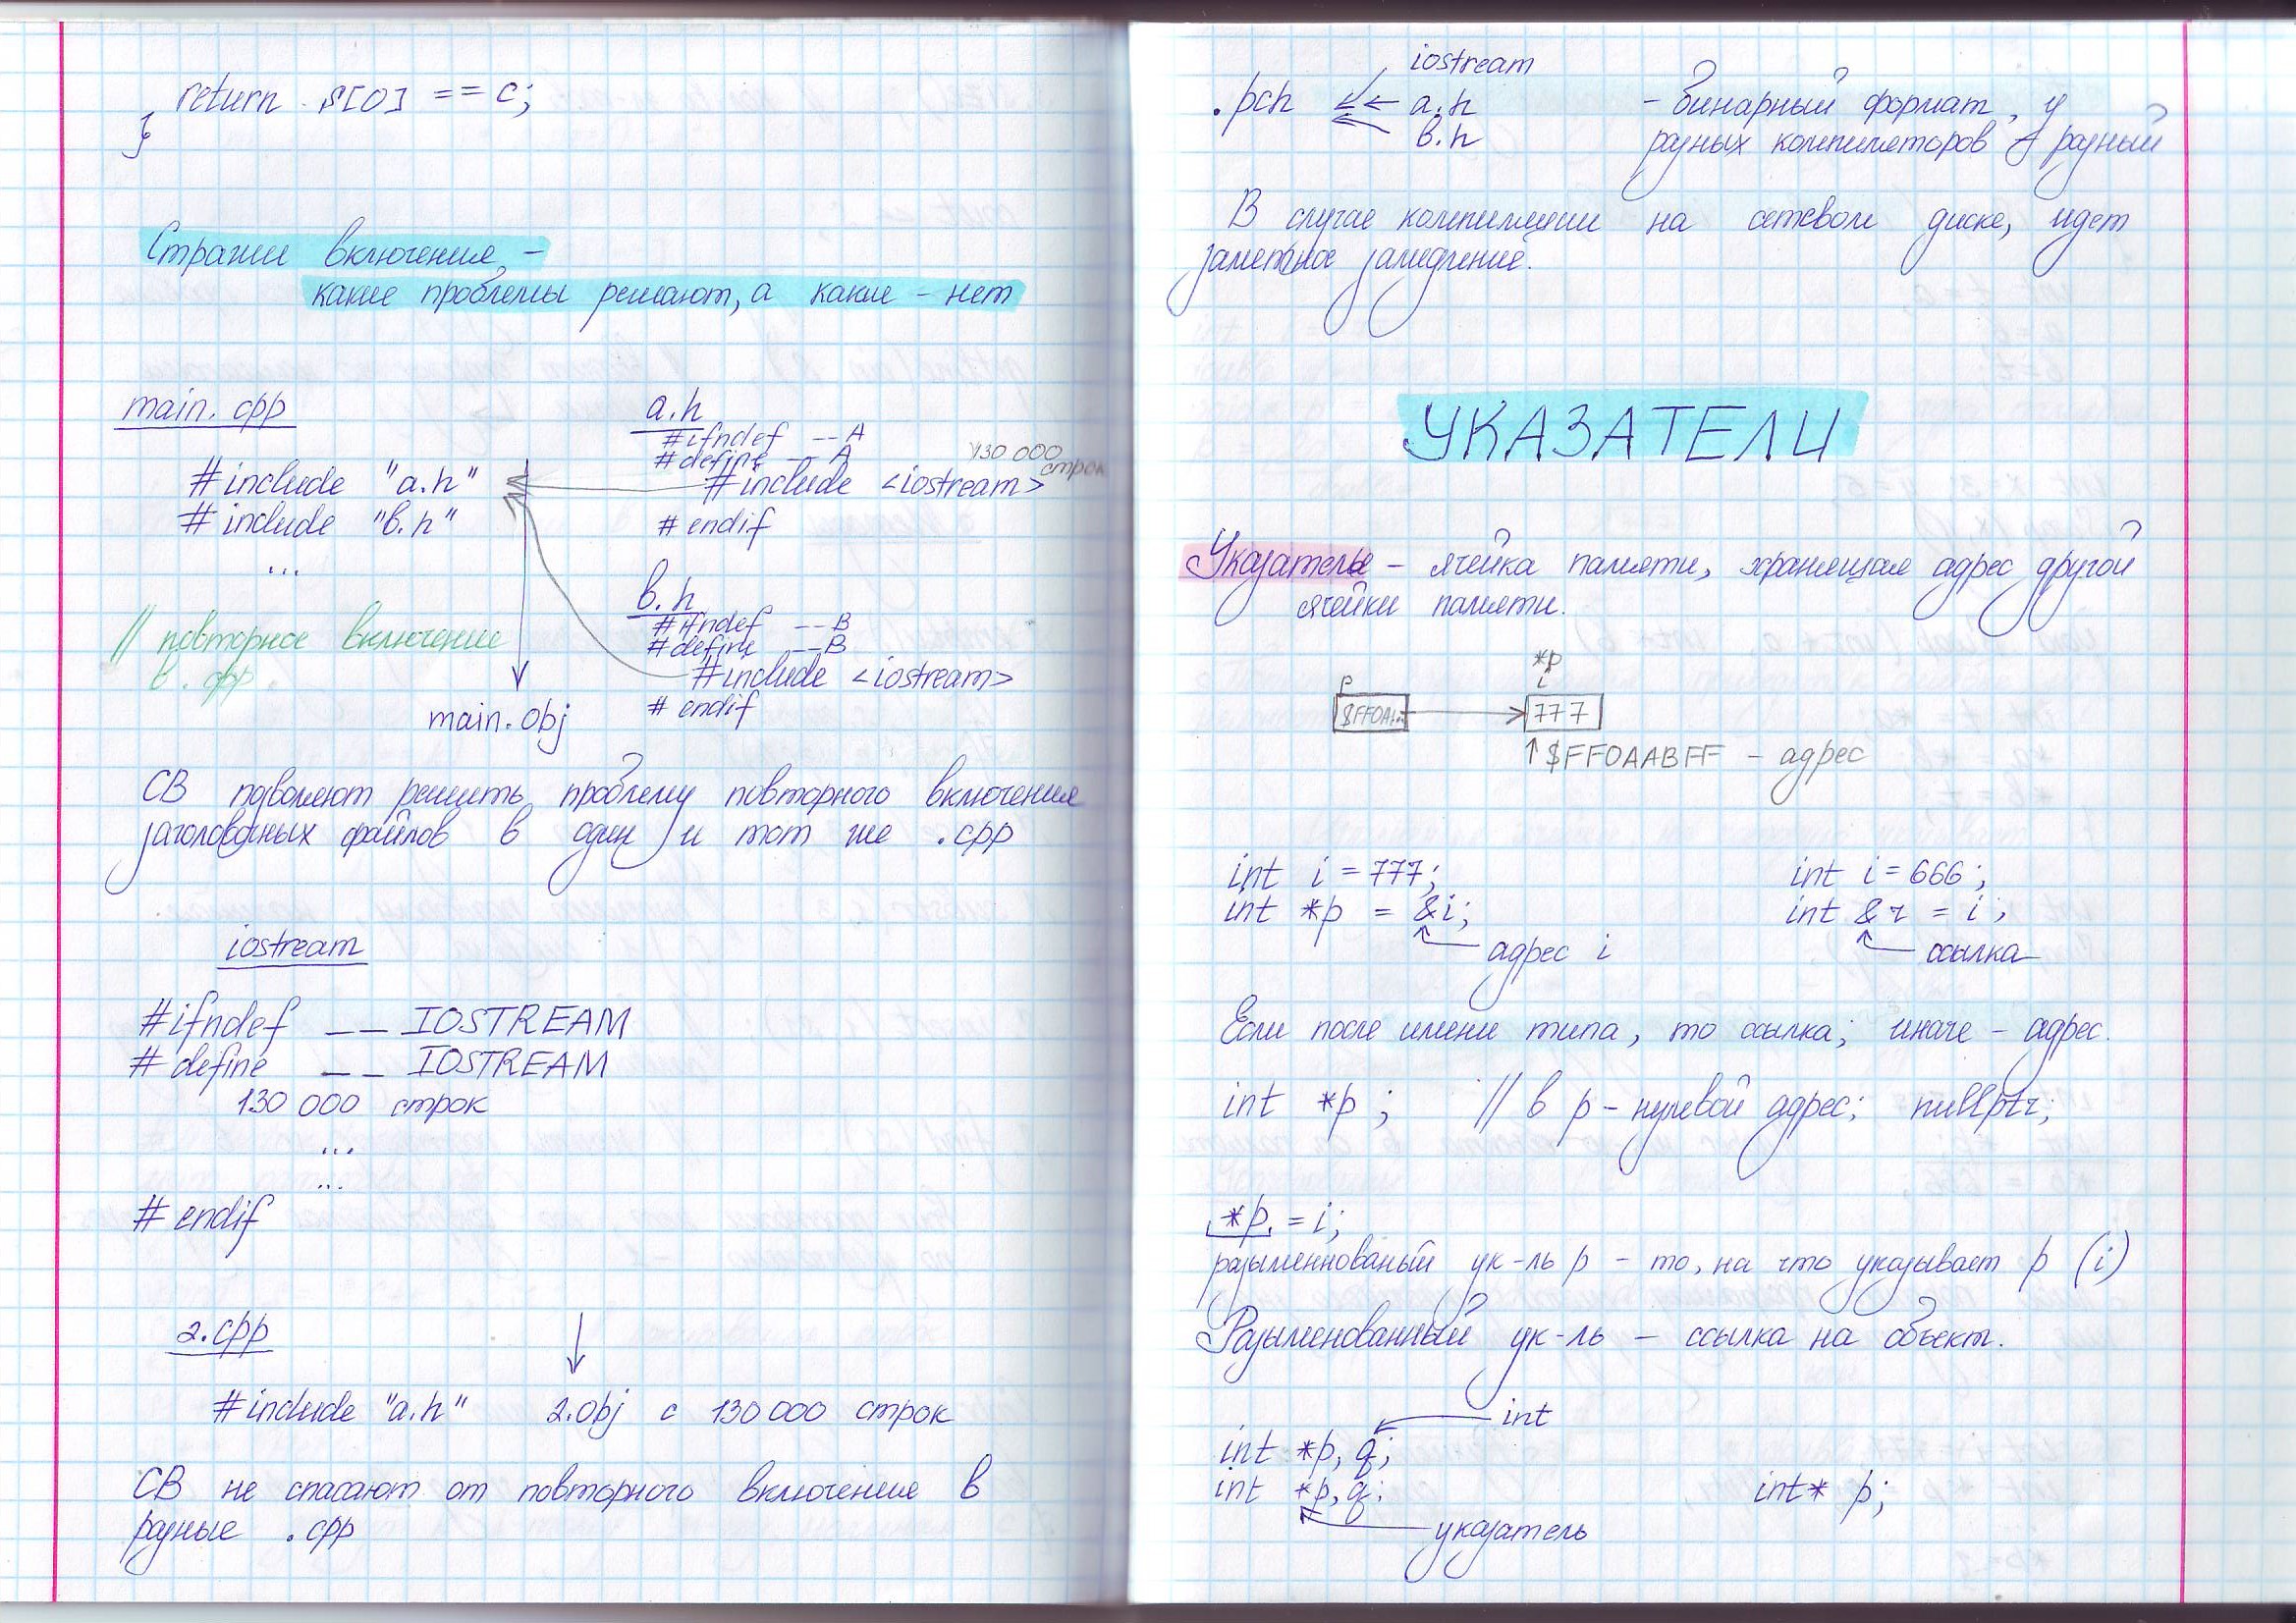 return s[0] == c;
}
Стражи включения –
какие проблемы решают, а какие – нет
main.cpp
#include "a.h"
#include "b.h"
...
// повторное включение
в .cpp
main.obj
a.h
#ifndef __A
#define __A
130 000
строк
#include <iostream>
#endif
b.h
#ifndef __B
#define __B
#include <iostream>
#endif
СВ позволяют решить проблему повторного включения
заголовочных файлов в один и тот же .cpp
iostream
#ifndef __IOSTREAM
#define __IOSTREAM
130 000 строк
...
...
#endif
2.cpp
#include "a.h" 2.obj с 130 000 строк
СВ не спасают от повторного включения в
разные .cpp
iostream
.pch a.h – бинарный формат, у
b.h разных компиляторов – разный
В случае компиляции на сетевом диске, идет
заметное замедление.
УКАЗАТЕЛИ
Указатель – ячейка памяти, хранящая адрес другой
ячейки памяти.
*p
p i
$FF0A... 777
$FF0AABFF – адрес
int i = 777; int i = 666;
int *p = &i; int &r = i;
адрес i ссылка
Если после имени типа, то ссылка; иначе – адрес.
int *p; // в p – нулевой адрес; nullptr;
*p = i;
разыменнованый ук-ль p – то, на что указывает p (i)
Разыменованный ук-ль – ссылка на объект.
int
int *p, q;
int *p, q; int* p;
указатель